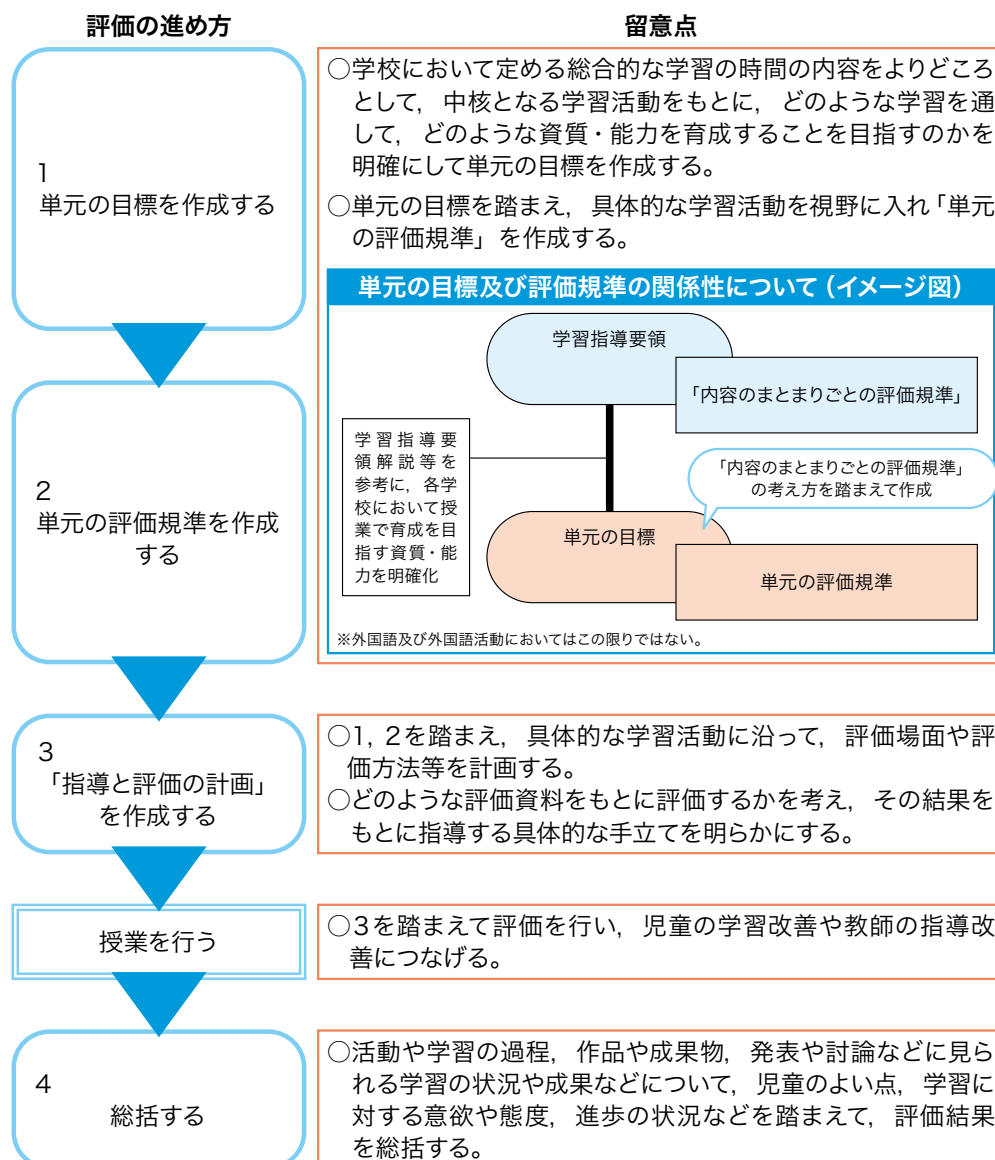 評価の進め方
留意点
1
単元の目標を作成する
○学校において定める総合的な学習の時間の内容をよりどころ
として，中核となる学習活動をもとに，どのような学習を通
して，どのような資質・能力を育成することを目指すのかを
明確にして単元の目標を作成する。
○単元の目標を踏まえ，具体的な学習活動を視野に入れ「単元
の評価規準」を作成する。
単元の目標及び評価規準の関係性について（イメージ図）
学習指導要領
「内容のまとまりごとの評価規準」
学習指導要
領解説等を
参考に，各学
校において授
業で育成を目
指す資質・能
力を明確化
「内容のまとまりごとの評価規準」
の考え方を踏まえて作成
単元の目標
単元の評価規準
※外国語及び外国語活動においてはこの限りではない。
2
単元の評価規準を作成
する
3
「指導と評価の計画」
を作成する
○1, 2を踏まえ，具体的な学習活動に沿って，評価場面や評
価方法等を計画する。
○どのような評価資料をもとに評価するかを考え，その結果を
もとに指導する具体的な手立てを明らかにする。
授業を行う
○3を踏まえて評価を行い，児童の学習改善や教師の指導改
善につなげる。
4
総括する
○活動や学習の過程，作品や成果物，発表や討論などに見ら
れる学習の状況や成果などについて，児童のよい点，学習に
対する意欲や態度，進歩の状況などを踏まえて，評価結果
を総括する。